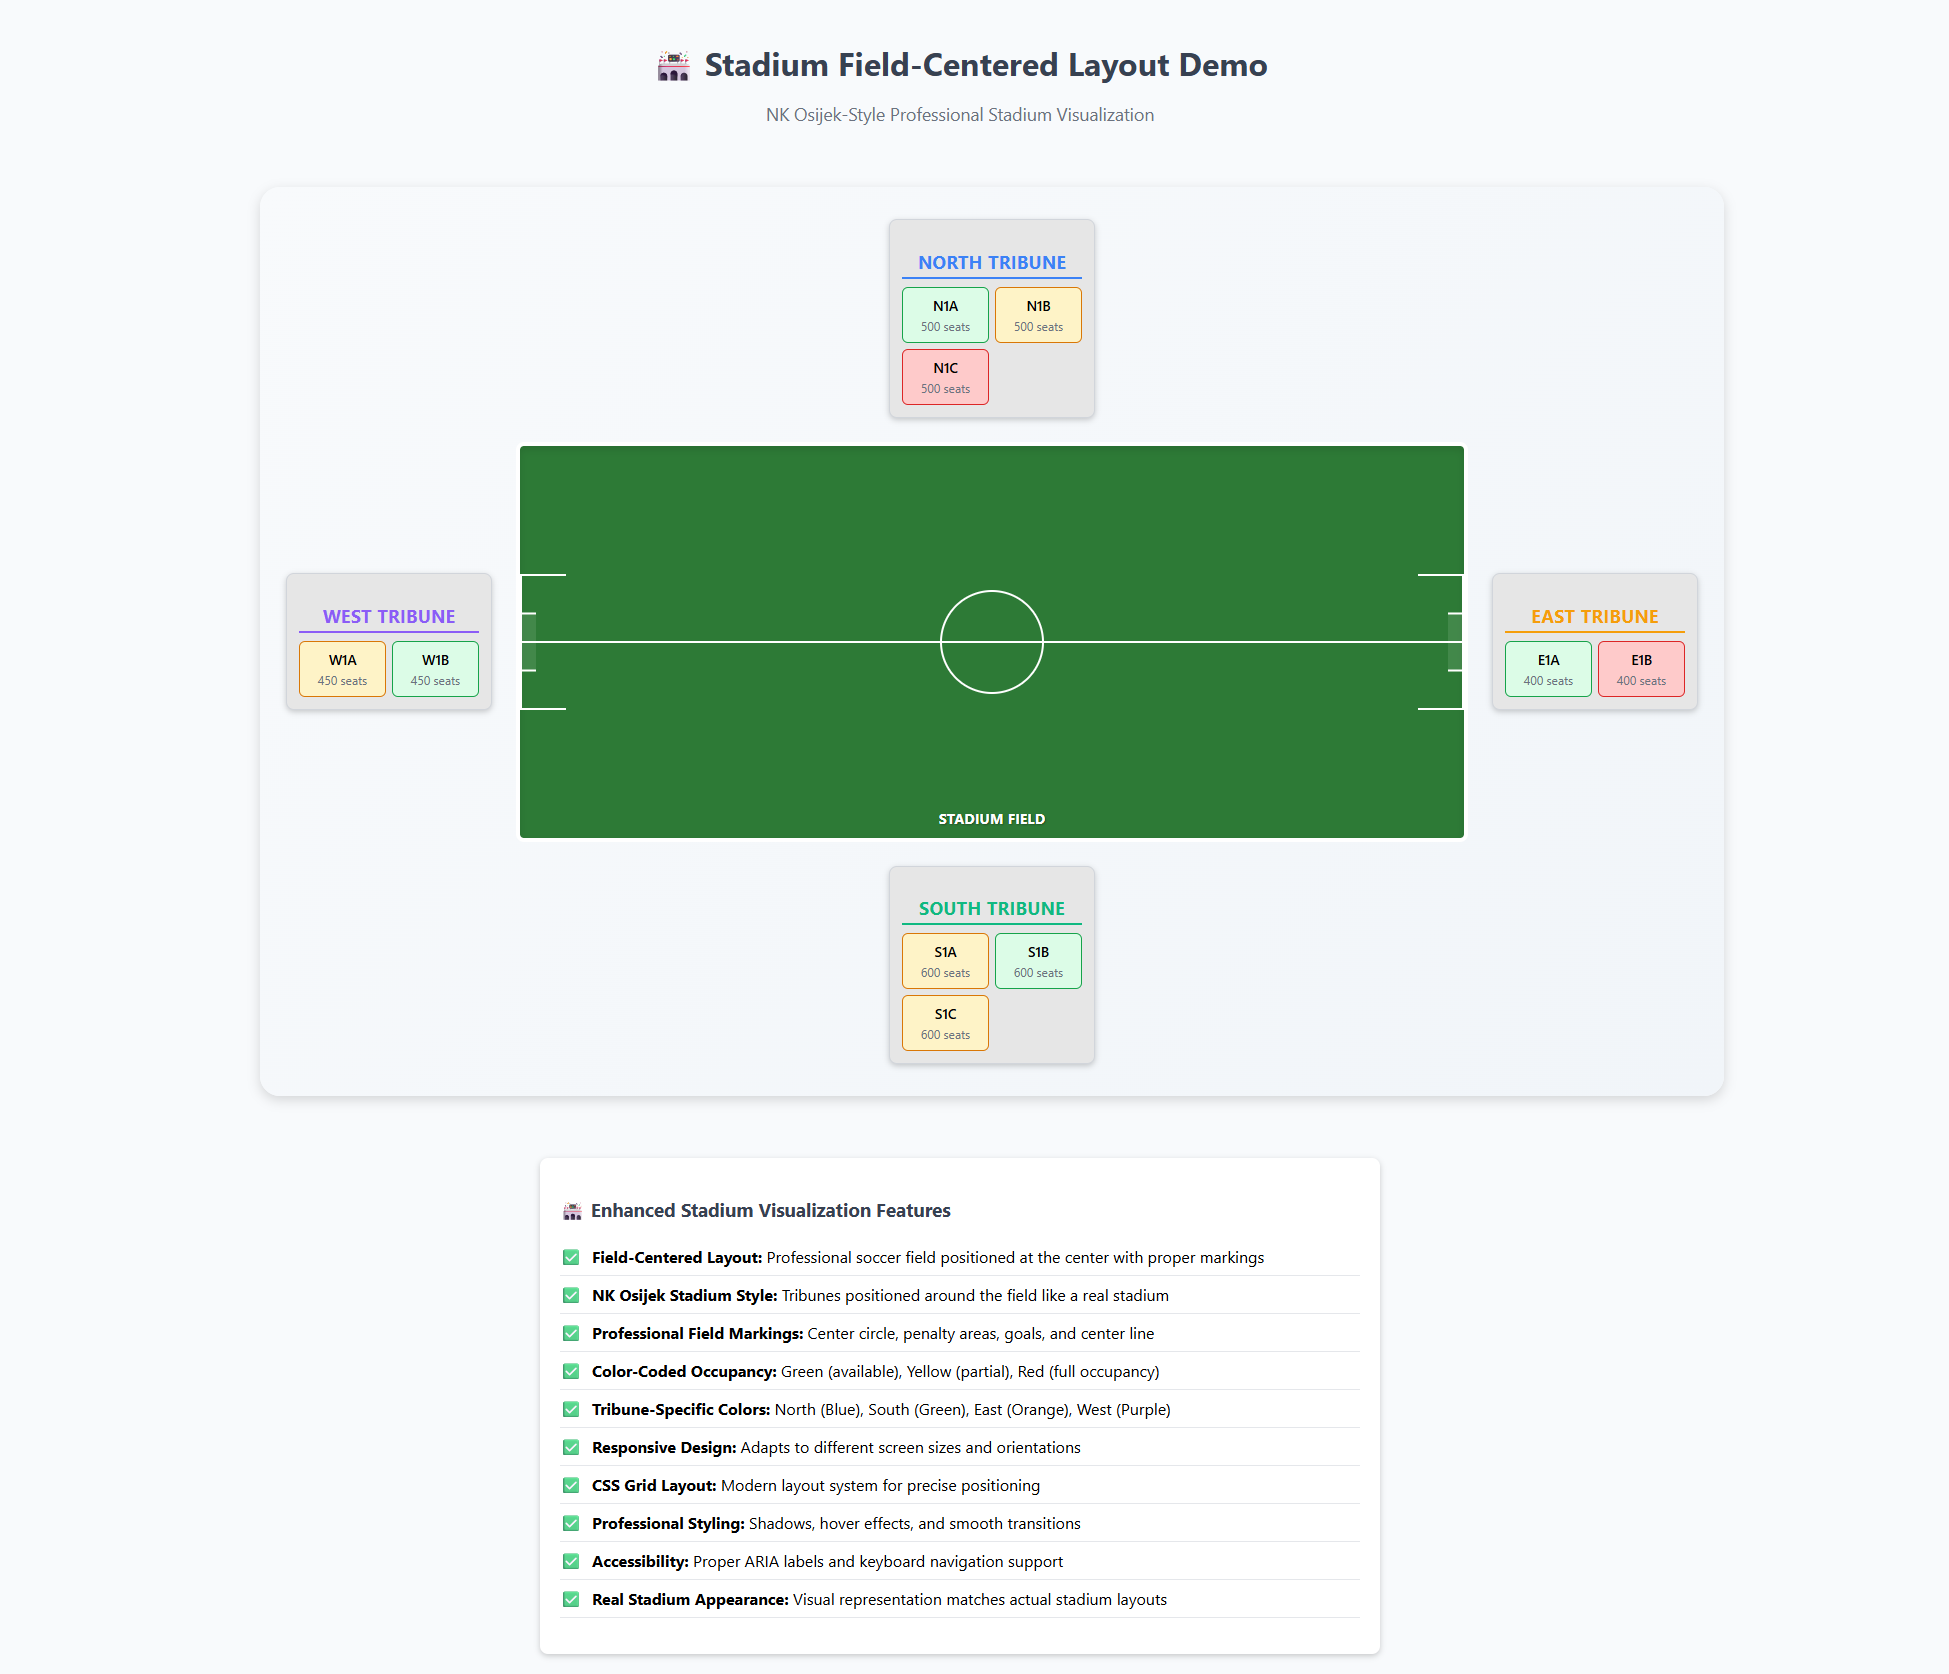 Stadium Field-Centered Layout Demo
NK Osijek-Style Professional Stadium Visualization
NORTH TRIBUNE
N1A
500 seats
N1B
500 seats
N1C
500 seats
WEST TRIBUNE
W1A
450 seats
W1B
450 seats
EAST TRIBUNE
E1A
400 seats
E1B
400 seats
STADIUM FIELD
SOUTH TRIBUNE
S1A
600 seats
S1B
600 seats
S1C
600 seats
Enhanced Stadium Visualization Features
Field-Centered Layout: Professional soccer field positioned at the center with proper markings
NK Osijek Stadium Style: Tribunes positioned around the field like a real stadium
Professional Field Markings: Center circle, penalty areas, goals, and center line
Color-Coded Occupancy: Green (available), Yellow (partial), Red (full occupancy)
Tribune-Specific Colors: North (Blue), South (Green), East (Orange), West (Purple)
Responsive Design: Adapts to different screen sizes and orientations
CSS Grid Layout: Modern layout system for precise positioning
Professional Styling: Shadows, hover effects, and smooth transitions
Accessibility: Proper ARIA labels and keyboard navigation support
Real Stadium Appearance: Visual representation matches actual stadium layouts